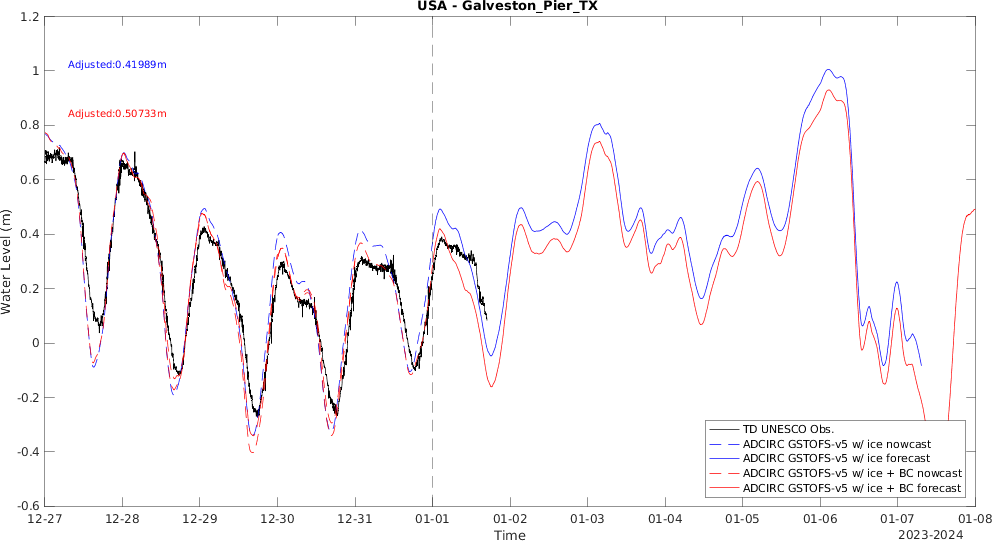 USA - Galveston_Pier_TX
1.2
1
0.8
0.6
0.4
0.2
0
-0.2
-0.4
-0.6
Water Level (m)
Adjusted:0.41989m
Adjusted:0.50733m
TD UNESCO Obs.
ADCIRC GSTOFS-v5 w/ ice nowcast
ADCIRC GSTOFS-v5 w/ ice forecast
ADCIRC GSTOFS-v5 w/ ice + BC nowcast
ADCIRC GSTOFS-v5 w/ ice + BC forecast
12-27 12-28 12-29 12-30 12-31 01-01 01-02 01-03 01-04 01-05 01-06 01-07 01-08
Time
2023-2024